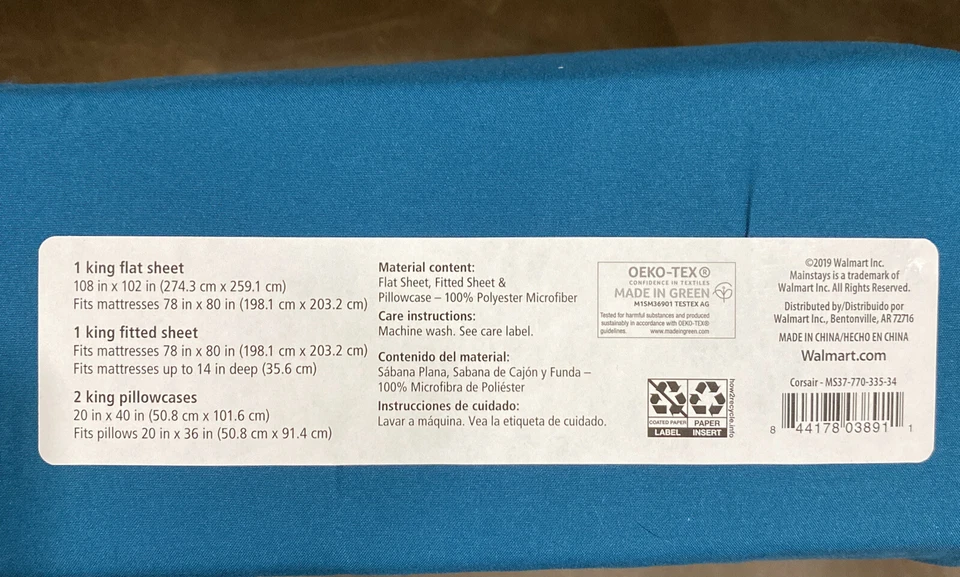 1 king flat sheet
108 in x 102 in (274.3 cm x 259.1 cm)
Fits mattresses 78 in x 80 in (198.1 cm x 203.2 cm)
1 king fitted sheet
Fits mattresses 78 in x 80 in (198.1 cm x 203.2 cm)
Fits mattresses up to 14 in deep (35.6 cm)
2 king pillowcases
20 in x 40 in (50.8 cm x 101.6 cm)
Fits pillows 20 in x 36 in (50.8 cm x 91.4 cm)
Material content:
Flat Sheet, Fitted Sheet &
Pillowcase – 100% Polyester Microfiber
Care instructions:
Machine wash. See care label.
Contenido del material:
Sábana Plana, Sabana de Cajón y Funda –
100% Microfibra de Poliéster
Instrucciones de cuidado:
Lavar a máquina. Vea la etiqueta de cuidado.
OEKO-TEX®
CONFIDENCE IN TEXTILES
MADE IN GREEN
M1SM36901 TESTEX AG
Tested for harmful substances and produced
sustainably in accordance with OEKO-TEX®
guidelines. www.madeingreen.com
COATED PAPER PAPER
LABEL INSERT
how2recycle.info
©2019 Walmart Inc.
Mainstays is a trademark of
Walmart Inc. All Rights Reserved.
Distributed by/Distribuido por
Walmart Inc., Bentonville, AR 72716
MADE IN CHINA/HECHO EN CHINA
Walmart.com
Corsair - MS37-770-335-34
8 44178 03891 1